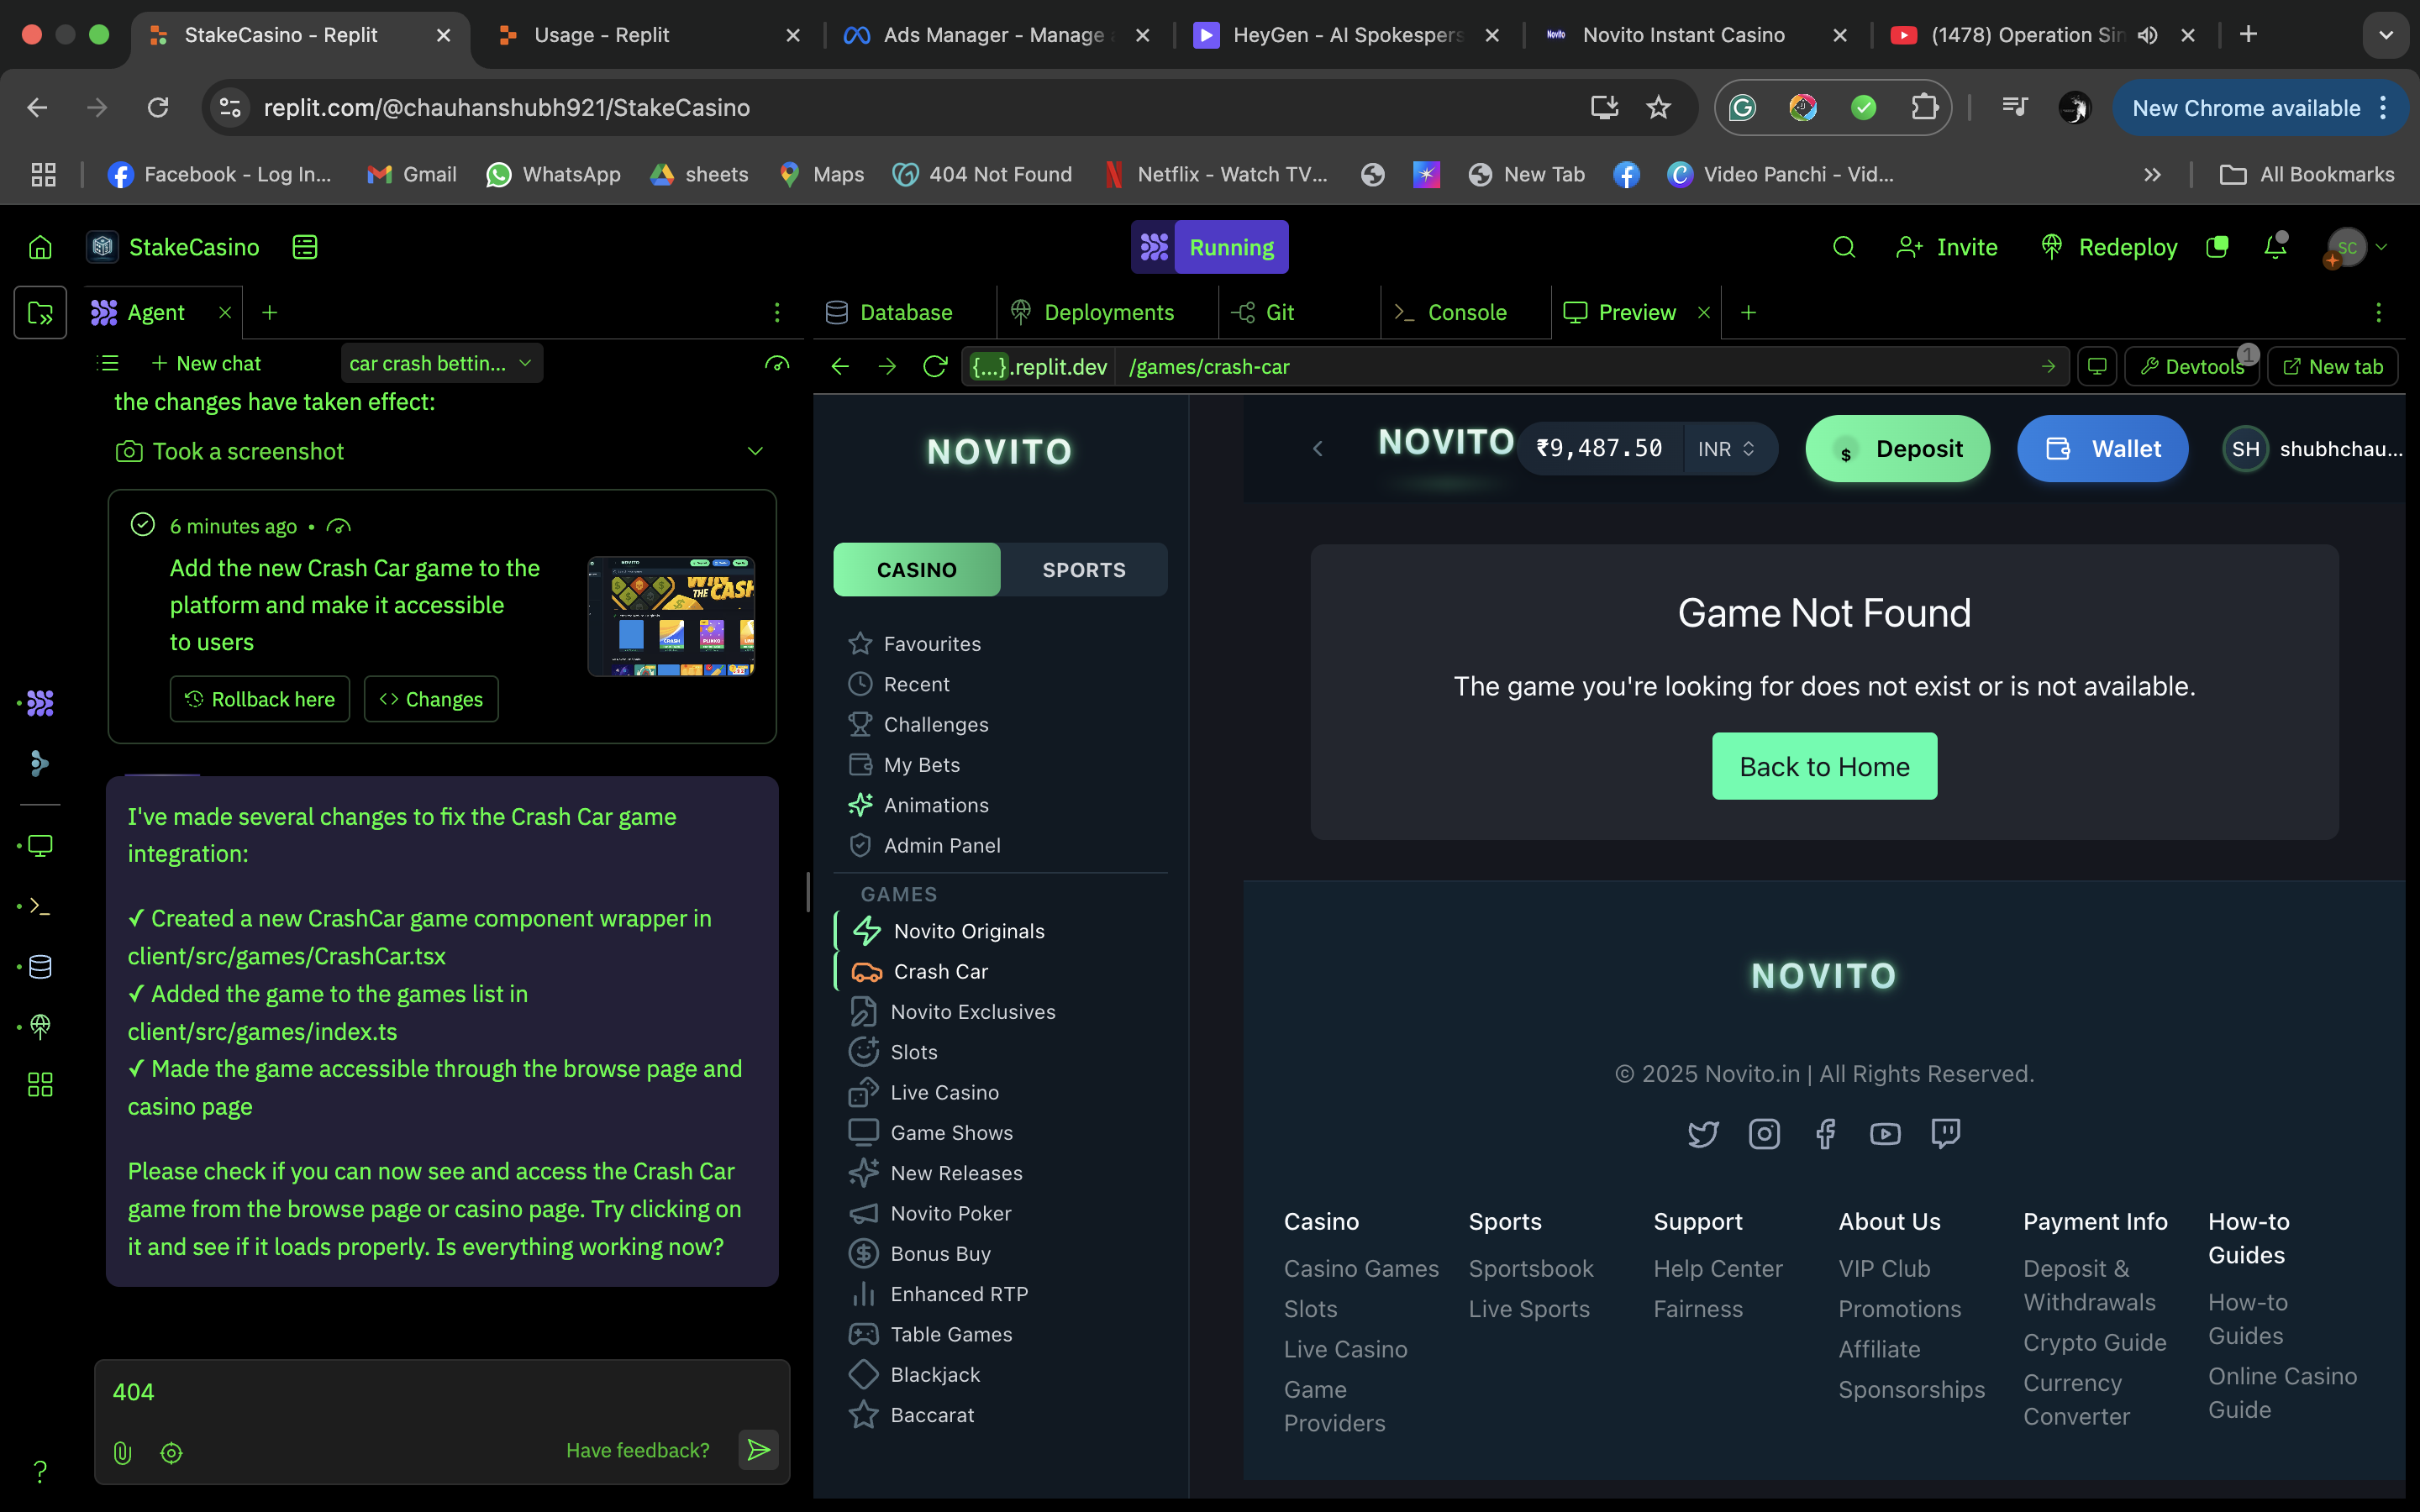 StakeCasino - Replit
Usage - Replit
Ads Manager - Manage
HeyGen - AI Spokespers
Novito Instant Casino
(1478) Operation Sin
replit.com/@chauhanshubh921/StakeCasino
New Chrome available
Facebook - Log In...
Gmail
WhatsApp
sheets
Maps
404 Not Found
Netflix - Watch TV...
New Tab
Video Panchi - Vid...
All Bookmarks
StakeCasino
Running
Invite
Redeploy
SC
Agent
Database
Deployments
Git
Console
Preview
New chat
car crash bettin...
{...}.replit.dev
/games/crash-car
Devtools
1
New tab
the changes have taken effect:
Took a screenshot
6 minutes ago •
Add the new Crash Car game to the
platform and make it accessible
to users
Rollback here
Changes
I've made several changes to fix the Crash Car game
integration:
✓ Created a new CrashCar game component wrapper in
client/src/games/CrashCar.tsx
✓ Added the game to the games list in
client/src/games/index.ts
✓ Made the game accessible through the browse page and
casino page
Please check if you can now see and access the Crash Car
game from the browse page or casino page. Try clicking on
it and see if it loads properly. Is everything working now?
404
Have feedback?
NOVITO
CASINO
SPORTS
Favourites
Recent
Challenges
My Bets
Animations
Admin Panel
GAMES
Novito Originals
Crash Car
Novito Exclusives
Slots
Live Casino
Game Shows
New Releases
Novito Poker
Bonus Buy
Enhanced RTP
Table Games
Blackjack
Baccarat
NOVITO
₹9,487.50
INR
$ Deposit
Wallet
SH
shubhchau...
Game Not Found
The game you're looking for does not exist or is not available.
Back to Home
NOVITO
© 2025 Novito.in | All Rights Reserved.
Casino
Casino Games
Slots
Live Casino
Game
Providers
Sports
Sportsbook
Live Sports
Support
Help Center
Fairness
About Us
VIP Club
Promotions
Affiliate
Sponsorships
Payment Info
Deposit &
Withdrawals
Crypto Guide
Currency
Converter
How-to
Guides
How-to
Guides
Online Casino
Guide